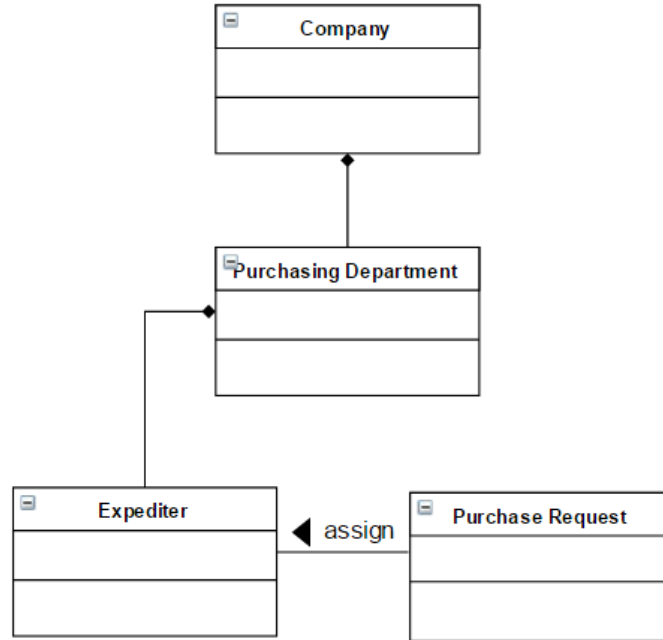 Company
Purchasing Department
Expediter
assign
Purchase Request